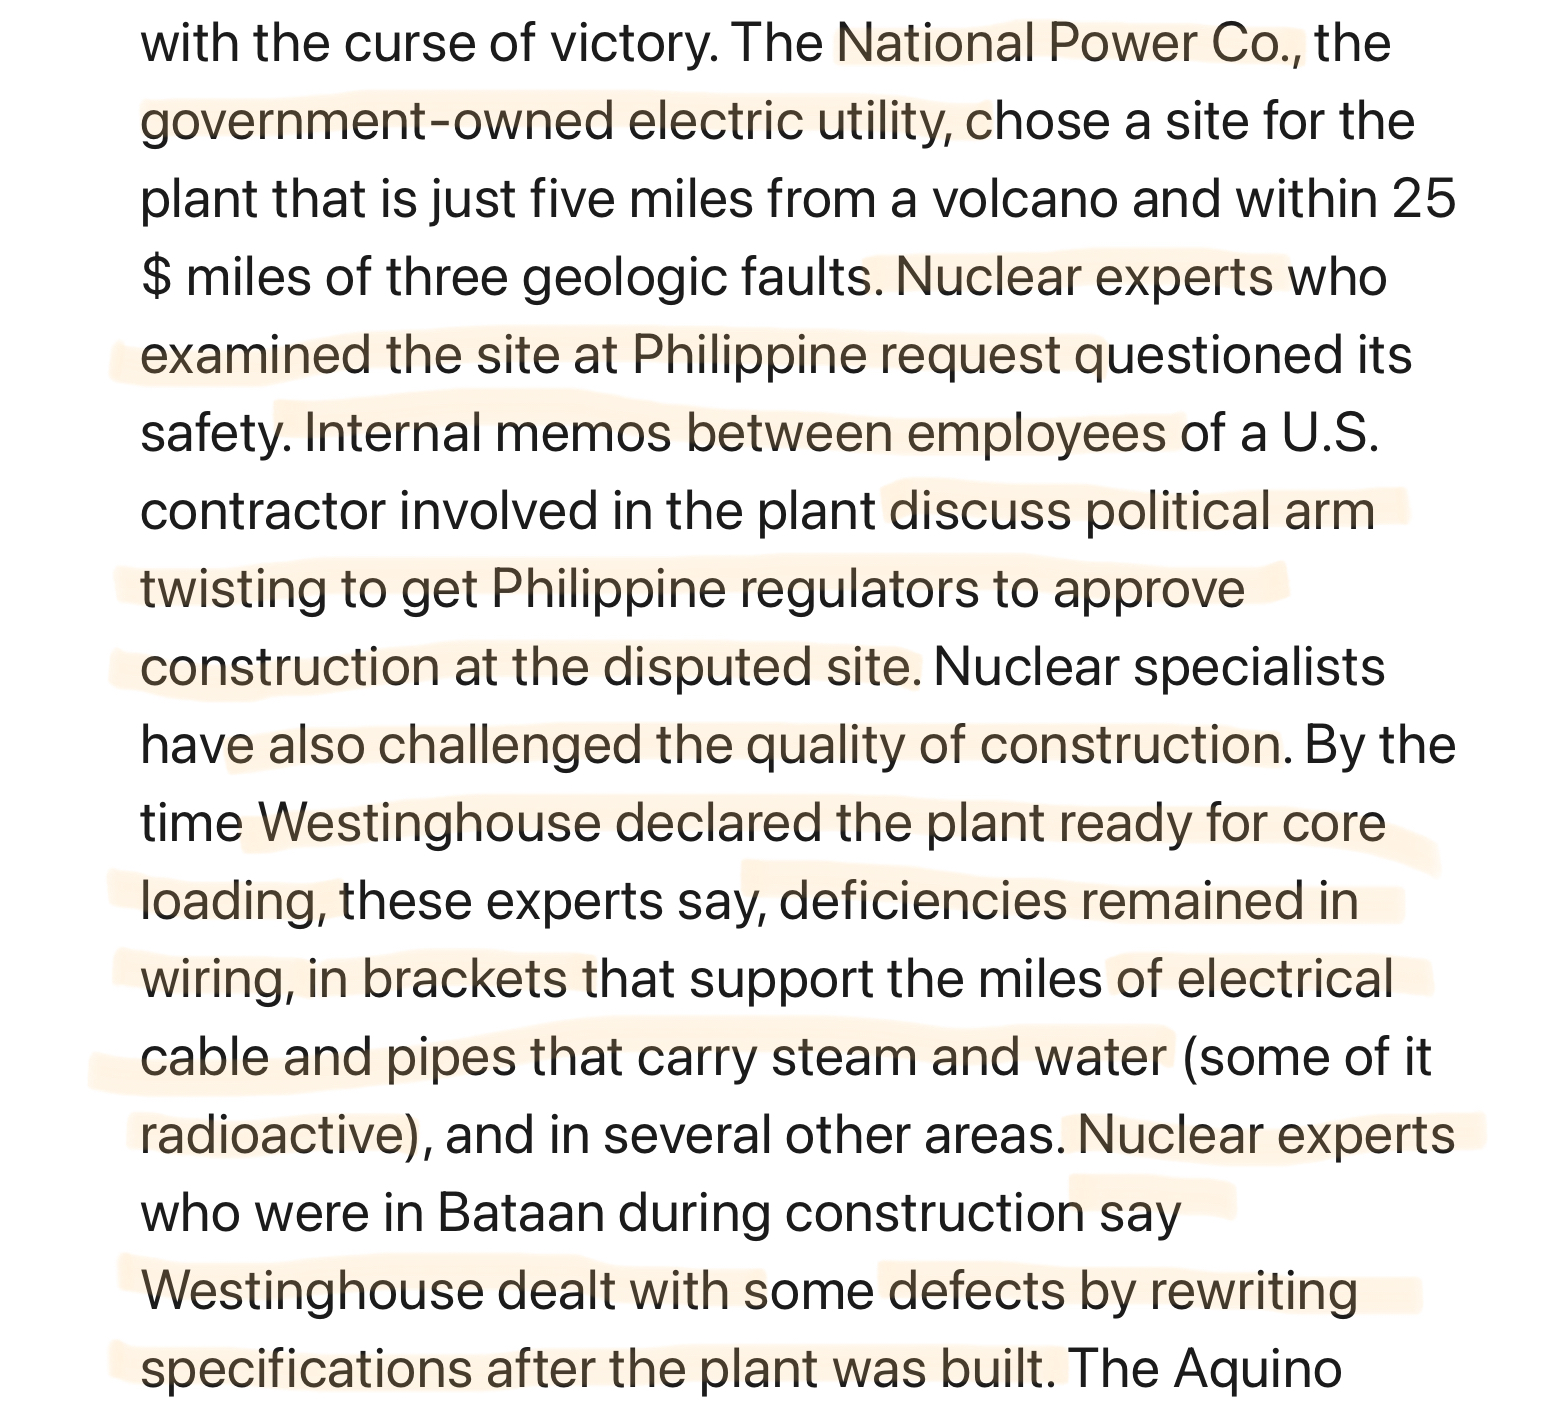 with the curse of victory. The National Power Co., the
government-owned electric utility, chose a site for the
plant that is just five miles from a volcano and within 25
$ miles of three geologic faults. Nuclear experts who
examined the site at Philippine request questioned its
safety. Internal memos between employees of a U.S.
contractor involved in the plant discuss political arm
twisting to get Philippine regulators to approve
construction at the disputed site. Nuclear specialists
have also challenged the quality of construction. By the
time Westinghouse declared the plant ready for core
loading, these experts say, deficiencies remained in
wiring, in brackets that support the miles of electrical
cable and pipes that carry steam and water (some of it
radioactive), and in several other areas. Nuclear experts
who were in Bataan during construction say
Westinghouse dealt with some defects by rewriting
specifications after the plant was built. The Aquino